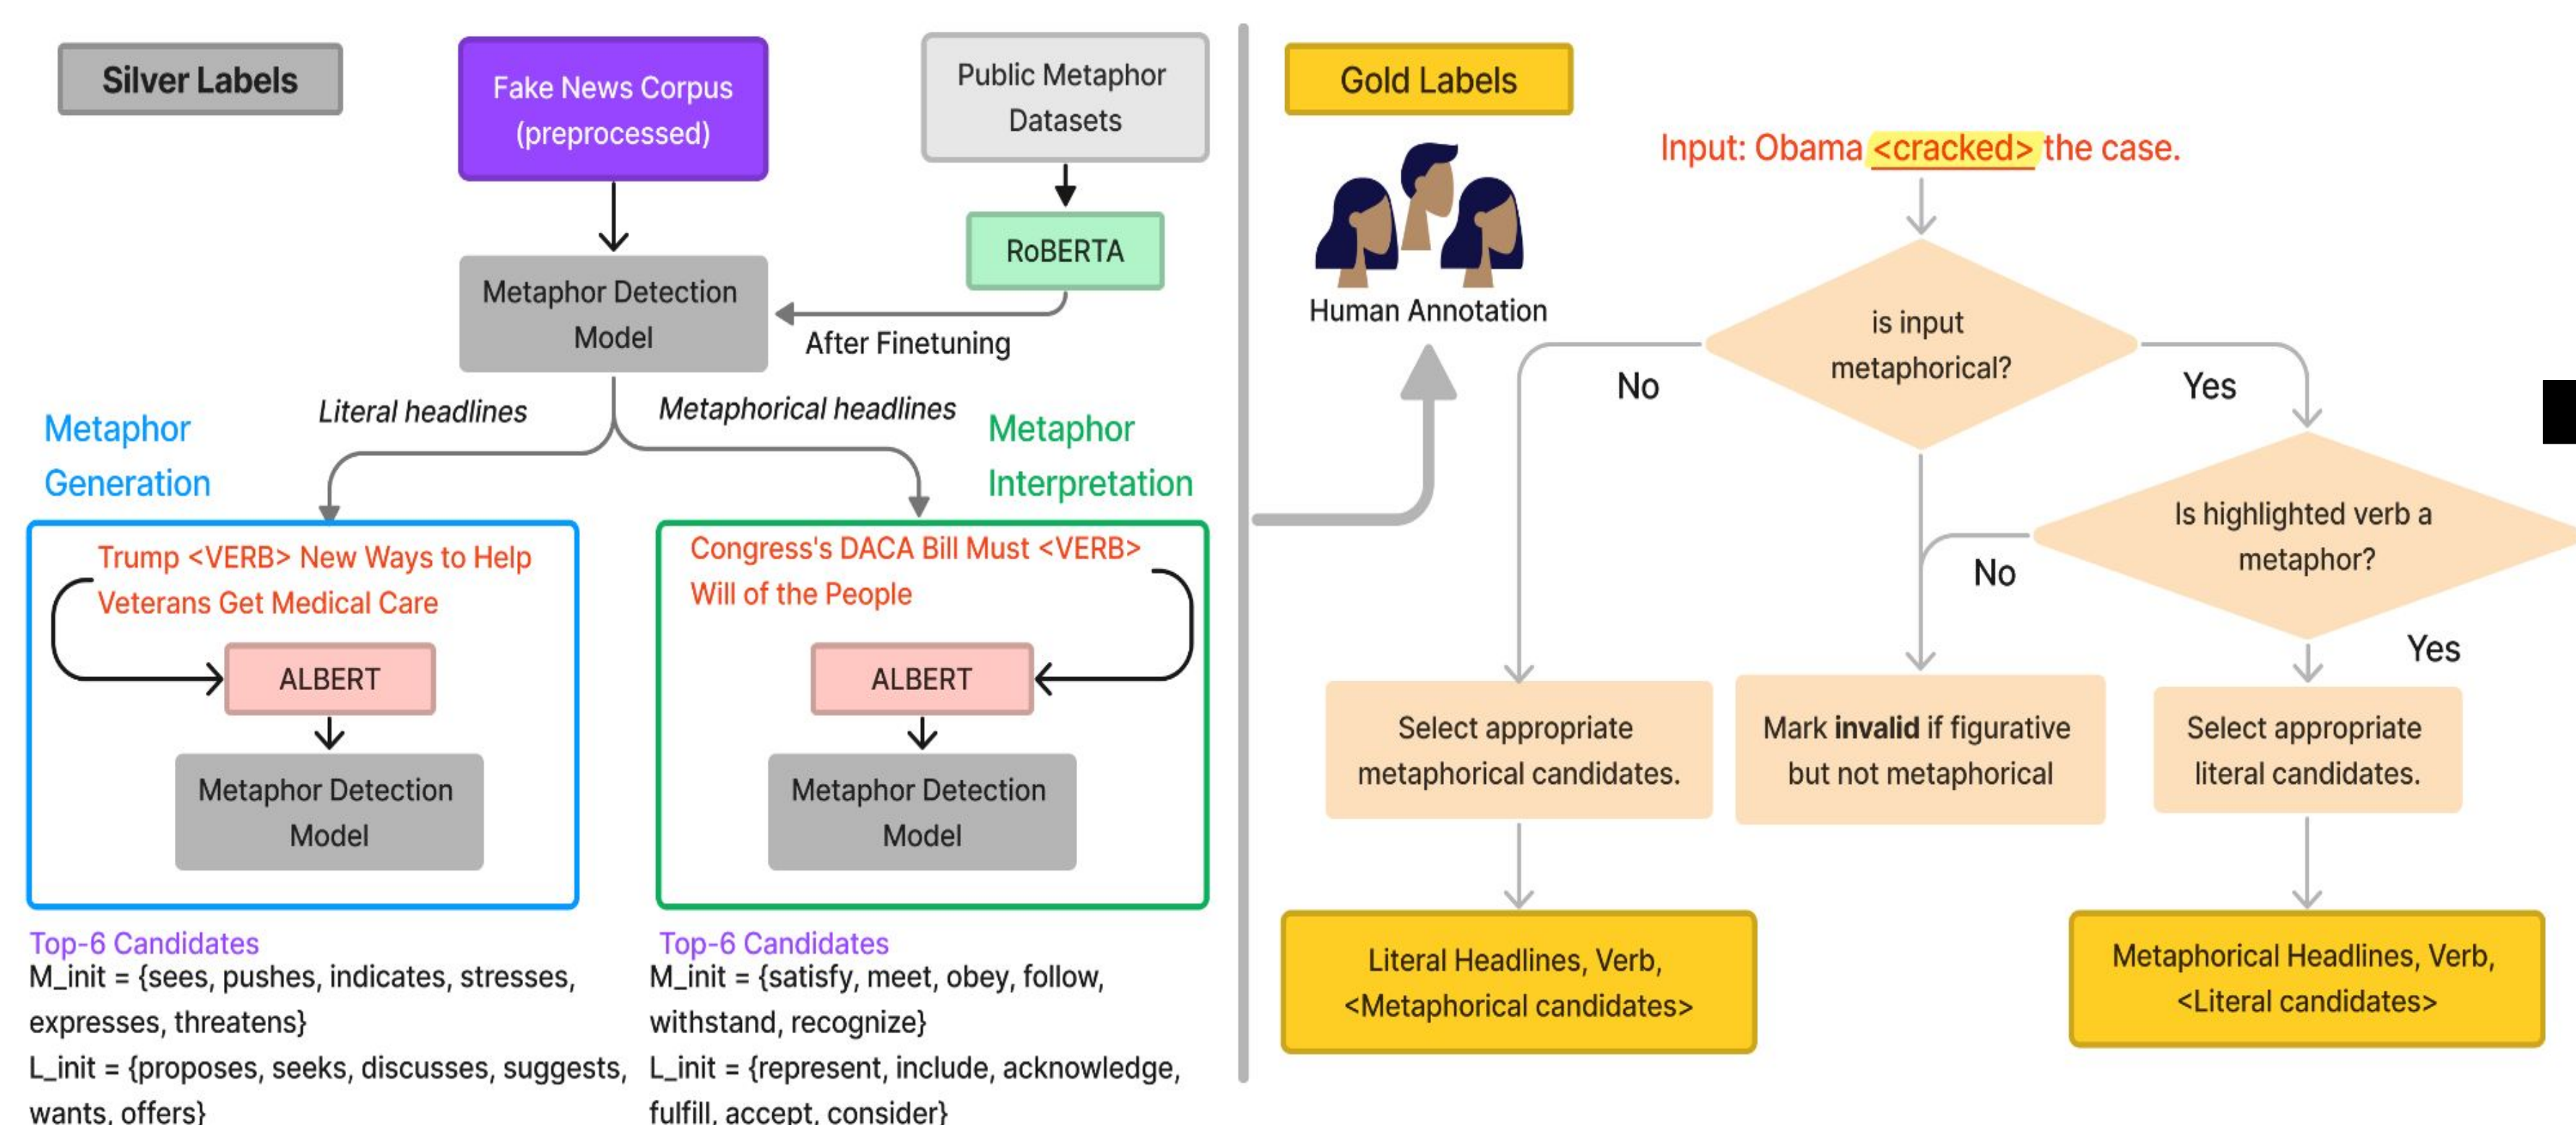 Silver Labels
Fake News Corpus
(preprocessed)
Public Metaphor
Datasets
RoBERTA
Metaphor Detection
Model
After Finetuning
Literal headlines
Metaphorical headlines
Metaphor
Generation
Metaphor
Interpretation
Trump <VERB> New Ways to Help
Veterans Get Medical Care
ALBERT
Metaphor Detection
Model
Congress's DACA Bill Must <VERB>
Will of the People
ALBERT
Metaphor Detection
Model
Top-6 Candidates
M_init = {sees, pushes, indicates, stresses,
expresses, threatens}
L_init = {proposes, seeks, discusses, suggests,
wants, offers}
Top-6 Candidates
M_init = {satisfy, meet, obey, follow,
withstand, recognize}
L_init = {represent, include, acknowledge,
fulfill, accept, consider}
Gold Labels
Human Annotation
Input: Obama <cracked> the case.
is input
metaphorical?
No
Yes
Is highlighted verb a
metaphor?
No
Yes
Select appropriate
metaphorical candidates.
Mark invalid if figurative
but not metaphorical
Select appropriate
literal candidates.
Literal Headlines, Verb,
<Metaphorical candidates>
Metaphorical Headlines, Verb,
<Literal candidates>